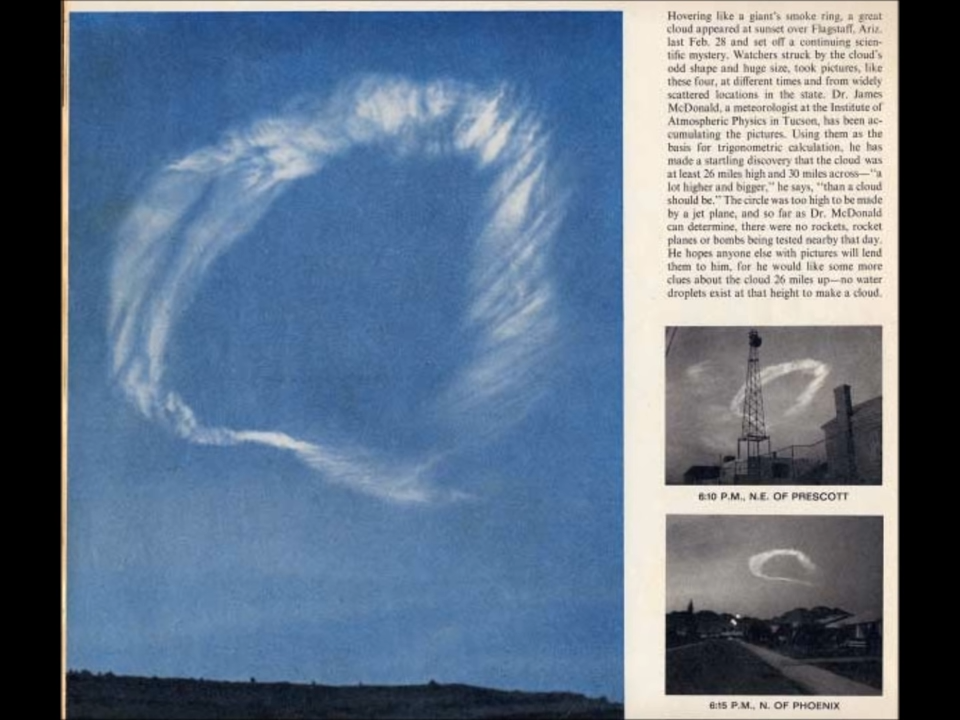 Hovering like a giant's smoke ring, a great
cloud appeared at sunset over Flagstaff, Ariz.
last Feb. 28 and set off a continuing scien-
tific mystery. Watchers struck by the cloud's
odd shape and huge size, took pictures, like
these four, at different times and from widely
scattered locations in the state. Dr. James
McDonald, a meteorologist at the Institute of
Atmospheric Physics in Tucson, has been ac-
cumulating the pictures. Using them as the
basis for trigonometric calculation, he has
made a startling discovery that the cloud was
at least 26 miles high and 30 miles across—"a
lot higher and bigger," he says, "than a cloud
should be." The circle was too high to be made
by a jet plane, and so far as Dr. McDonald
can determine, there were no rockets, rocket
planes or bombs being tested nearby that day.
He hopes anyone else with pictures will lend
them to him, for he would like some more
clues about the cloud 26 miles up—no water
droplets exist at that height to make a cloud.
6:10 P.M., N.E. OF PRESCOTT
6:15 P.M., N. OF PHOENIX